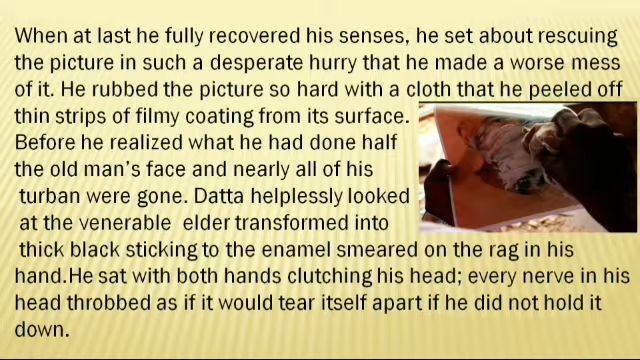 When at last he fully recovered his senses, he set about rescuing
the picture in such a desperate hurry that he made a worse mess
of it. He rubbed the picture so hard with a cloth that he peeled off
thin strips of filmy coating from its surface.
Before he realized what he had done half
the old man's face and nearly all of his
turban were gone. Datta helplessly looked
at the venerable elder transformed into
thick black sticking to the enamel smeared on the rag in his
hand.He sat with both hands clutching his head; every nerve in his
head throbbed as if it would tear itself apart if he did not hold it
down.